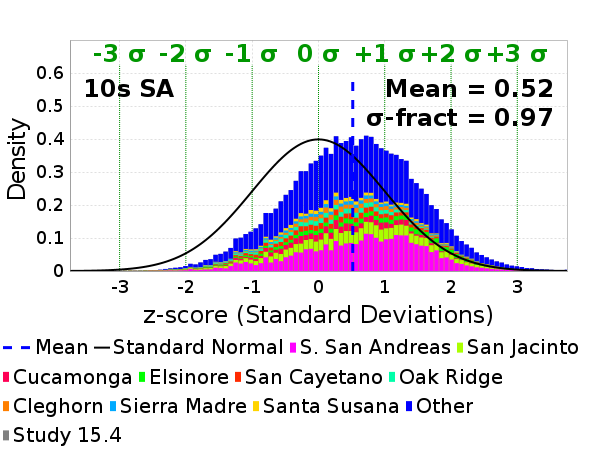 -3 σ -2 σ -1 σ 0 σ +1 σ +2 σ +3 σ
10s SA
Mean = 0.52
σ-fract = 0.97
Density
0.6
0.5
0.4
0.3
0.2
0.1
0
-3 -2 -1 0 1 2 3
z-score (Standard Deviations)
Mean Standard Normal S. San Andreas San Jacinto
Cucamonga Elsinore San Cayetano Oak Ridge
Cleghorn Sierra Madre Santa Susana Other
Study 15.4